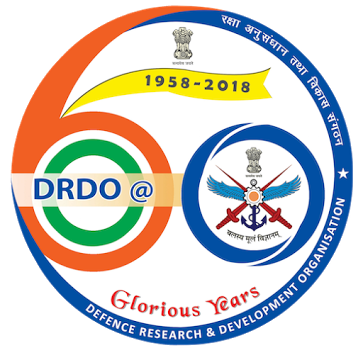 रक्षा अनुसंधान तथा विकास संगठन
1958-2018
DRDO @
बलस्य मूलं विज्ञानम्
Glorious Years
DEFENCE RESEARCH & DEVELOPMENT ORGANISATION